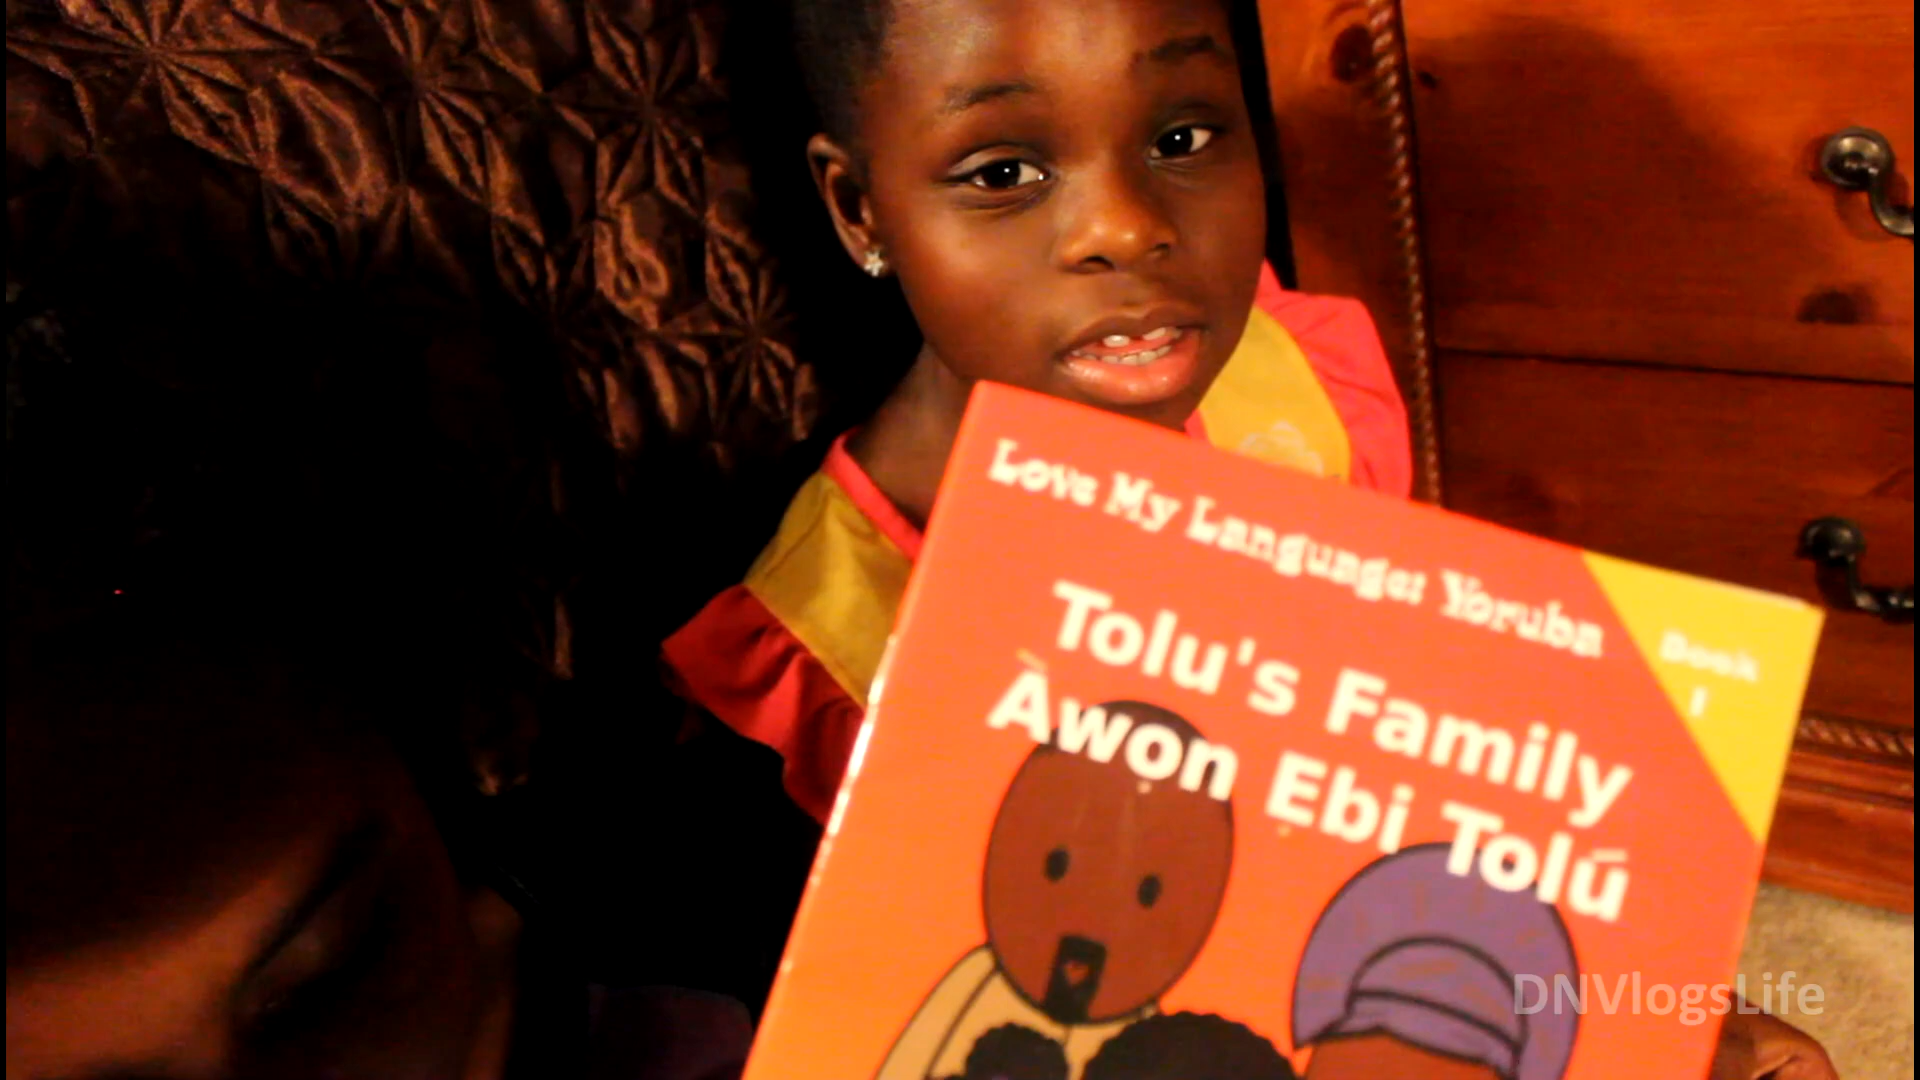 Love My Language: Yoruba
Book
1
Tolu's Family
Àwọn Ẹbí Tolú
DNVlogsLife